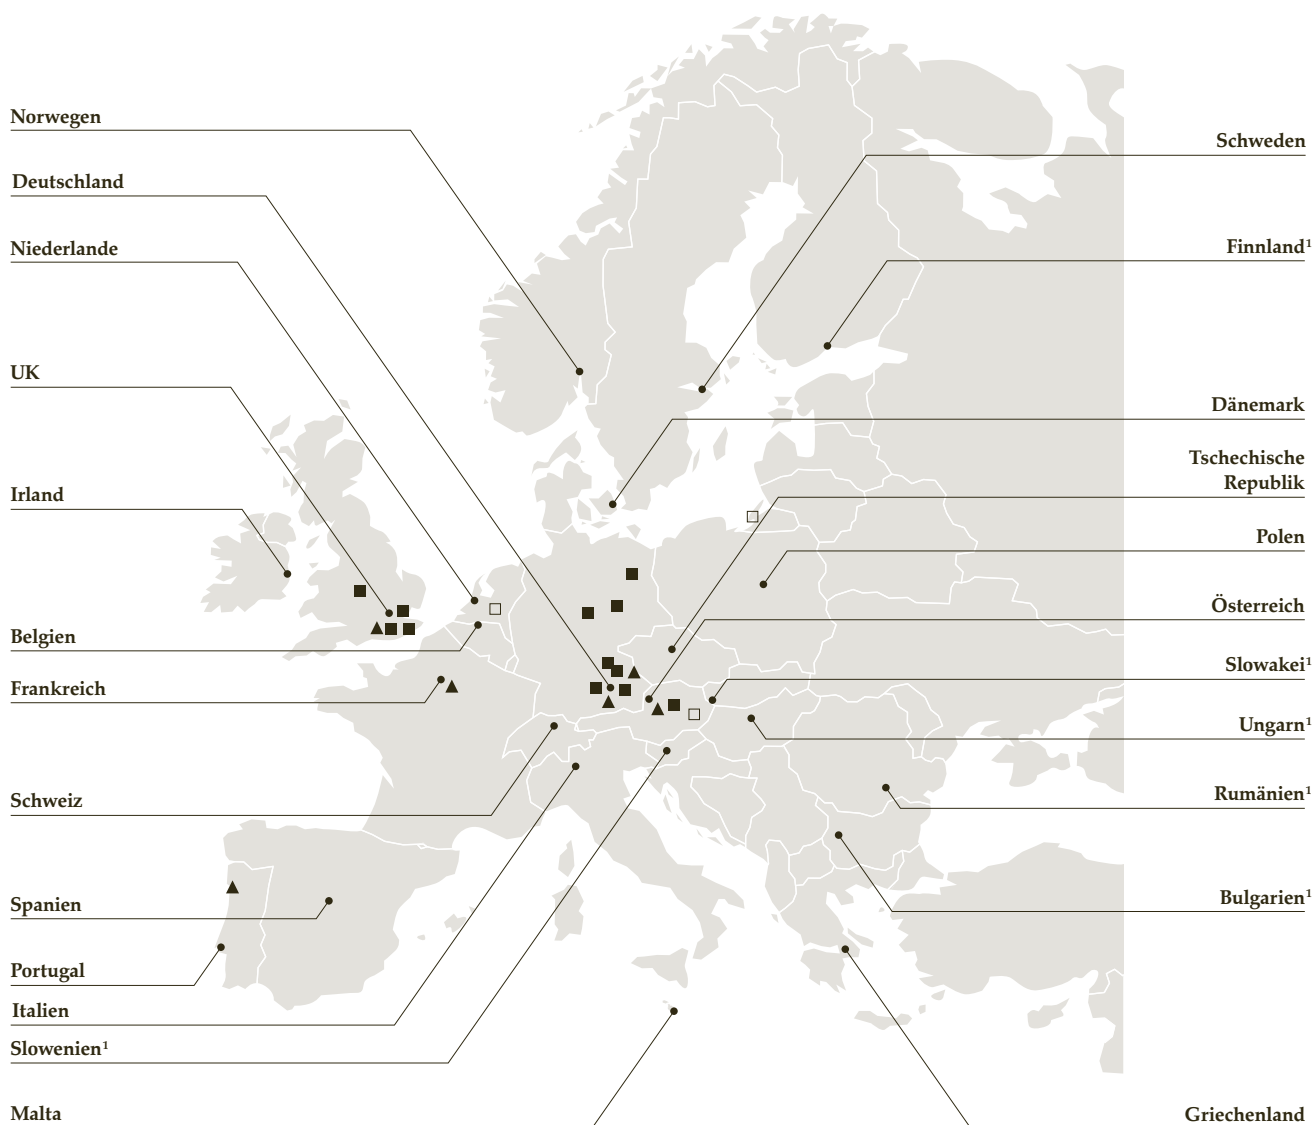 Norwegen
Deutschland
Niederlande
UK
Irland
Belgien
Frankreich
Schweiz
Spanien
Portugal
Italien
Slowenien¹
Malta
Schweden
Finnland¹
Dänemark
Tschechische
Republik
Polen
Österreich
Slowakei¹
Ungarn¹
Rumänien¹
Bulgarien¹
Griechenland